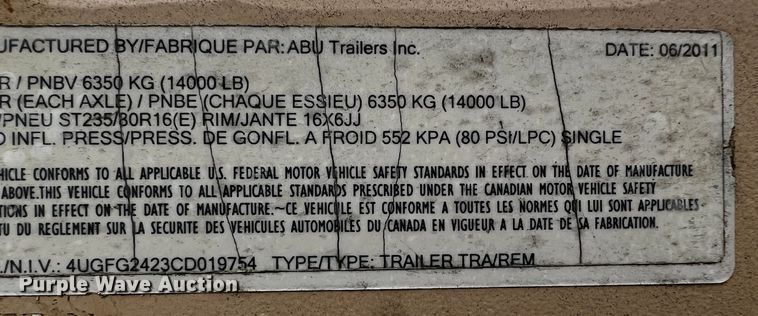 UFACTURED BY/FABRIQUE PAR: ABU Trailers Inc. DATE: 06/2011
R / PNBV 6350 KG (14000 LB)
R (EACH AXLE) / PNBE (CHAQUE ESSIEU) 6350 KG (14000 LB)
/PNEU ST235/80R16(E) RIM/JANTE 16X6JJ
D INFL. PRESS/PRESS. DE GONFL. A FROID 552 KPA (80 PSI/LPC) SINGLE
HICLE CONFORMS TO ALL APPLICABLE U.S. FEDERAL MOTOR VEHICLE SAFETY STANDARDS IN EFFECT ON THE DATE OF MANUFACTURE
ABOVE.THIS VEHICLE CONFORMS TO ALL APPLICABLE STANDARDS PRESCRIBED UNDER THE CANADIAN MOTOR VEHICLE SAFETY
TIONS IN EFFECT ON THE DATE OF MANUFACTURE.~CE VEHICULE EST CONFORME A TOUTES LES NORMES QUI LUI SONT APPLICABLES
TU DU REGLEMENT SUR LA SECURITE DES VEHICULES AUTOMOBILES DU CANADA EN VIGUEUR A LA DATE DE SA FABRICATION.
./N.I.V.: 4UGFG2423CD019754 TYPE/TYPE: TRAILER TRA/REM
Purple Wave Auction